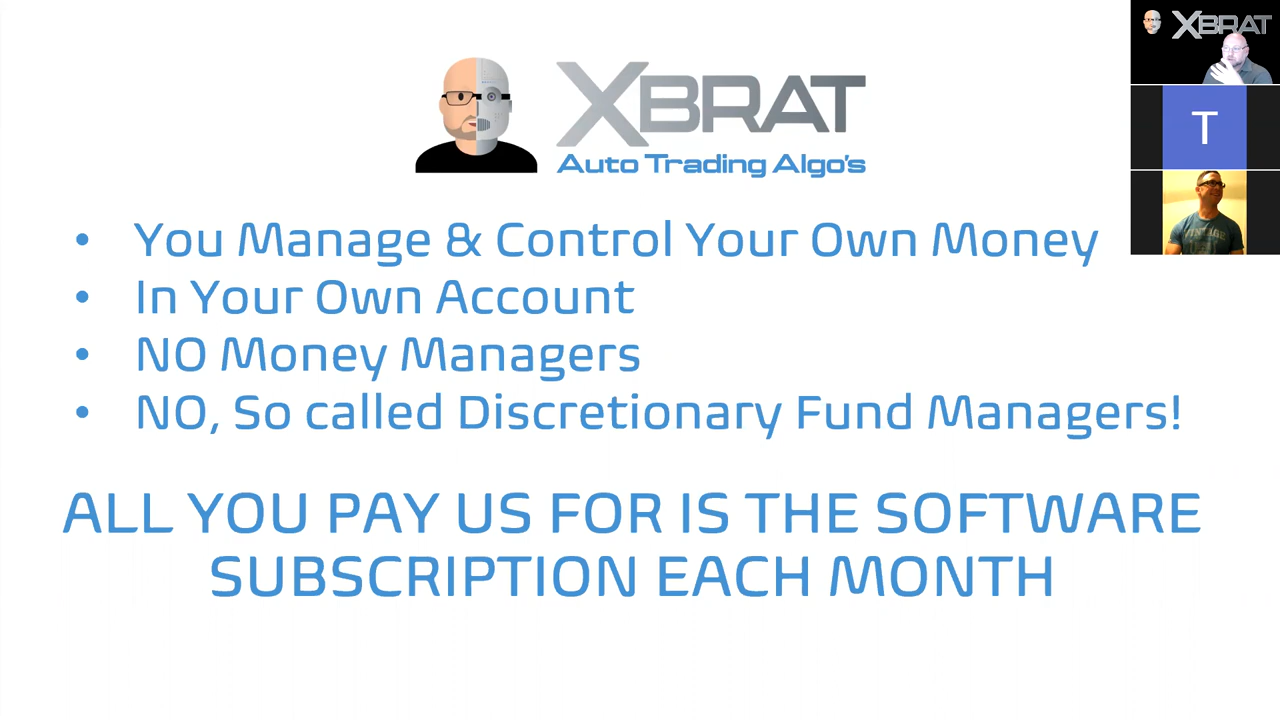 XBRAT
Auto Trading Algo's
• You Manage & Control Your Own Money
• In Your Own Account
• NO Money Managers
• NO, So called Discretionary Fund Managers!
ALL YOU PAY US FOR IS THE SOFTWARE
SUBSCRIPTION EACH MONTH
XBRAT
T
VINTAGE